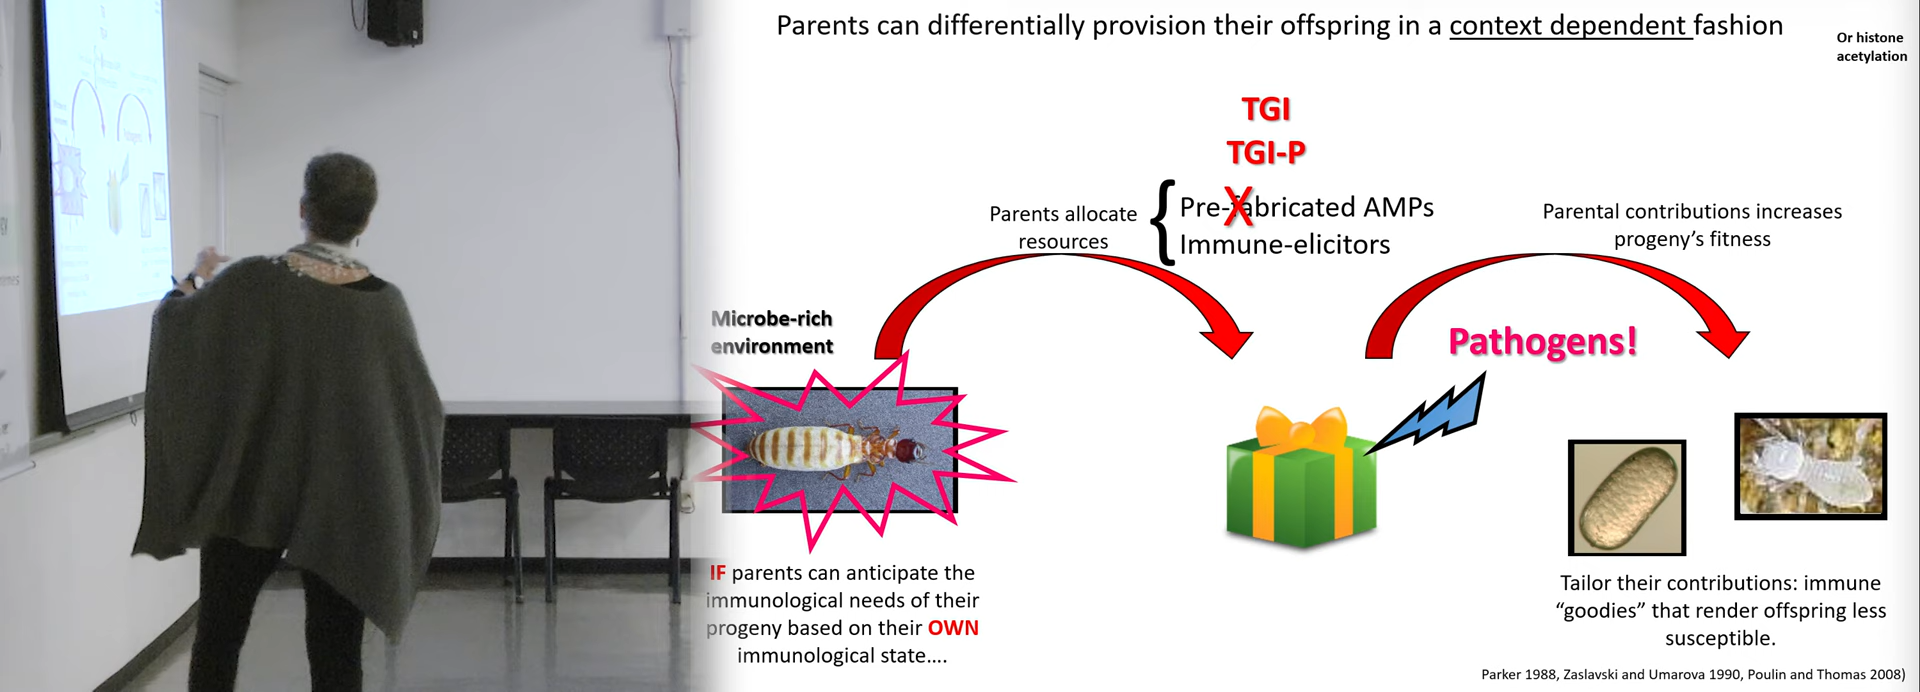 Parents can differentially provision their offspring in a context dependent fashion
Or histone
acetylation
TGI
TGI-P
Parents allocate
resources
{ Pre-fabricated AMPs
Immune-elicitors
Parental contributions increases
progeny's fitness
Microbe-rich
environment
Pathogens!
IF parents can anticipate the
immunological needs of their
progeny based on their OWN
immunological state....
Tailor their contributions: immune
“goodies” that render offspring less
susceptible.
Parker 1988, Zaslavski and Umarova 1990, Poulin and Thomas 2008)